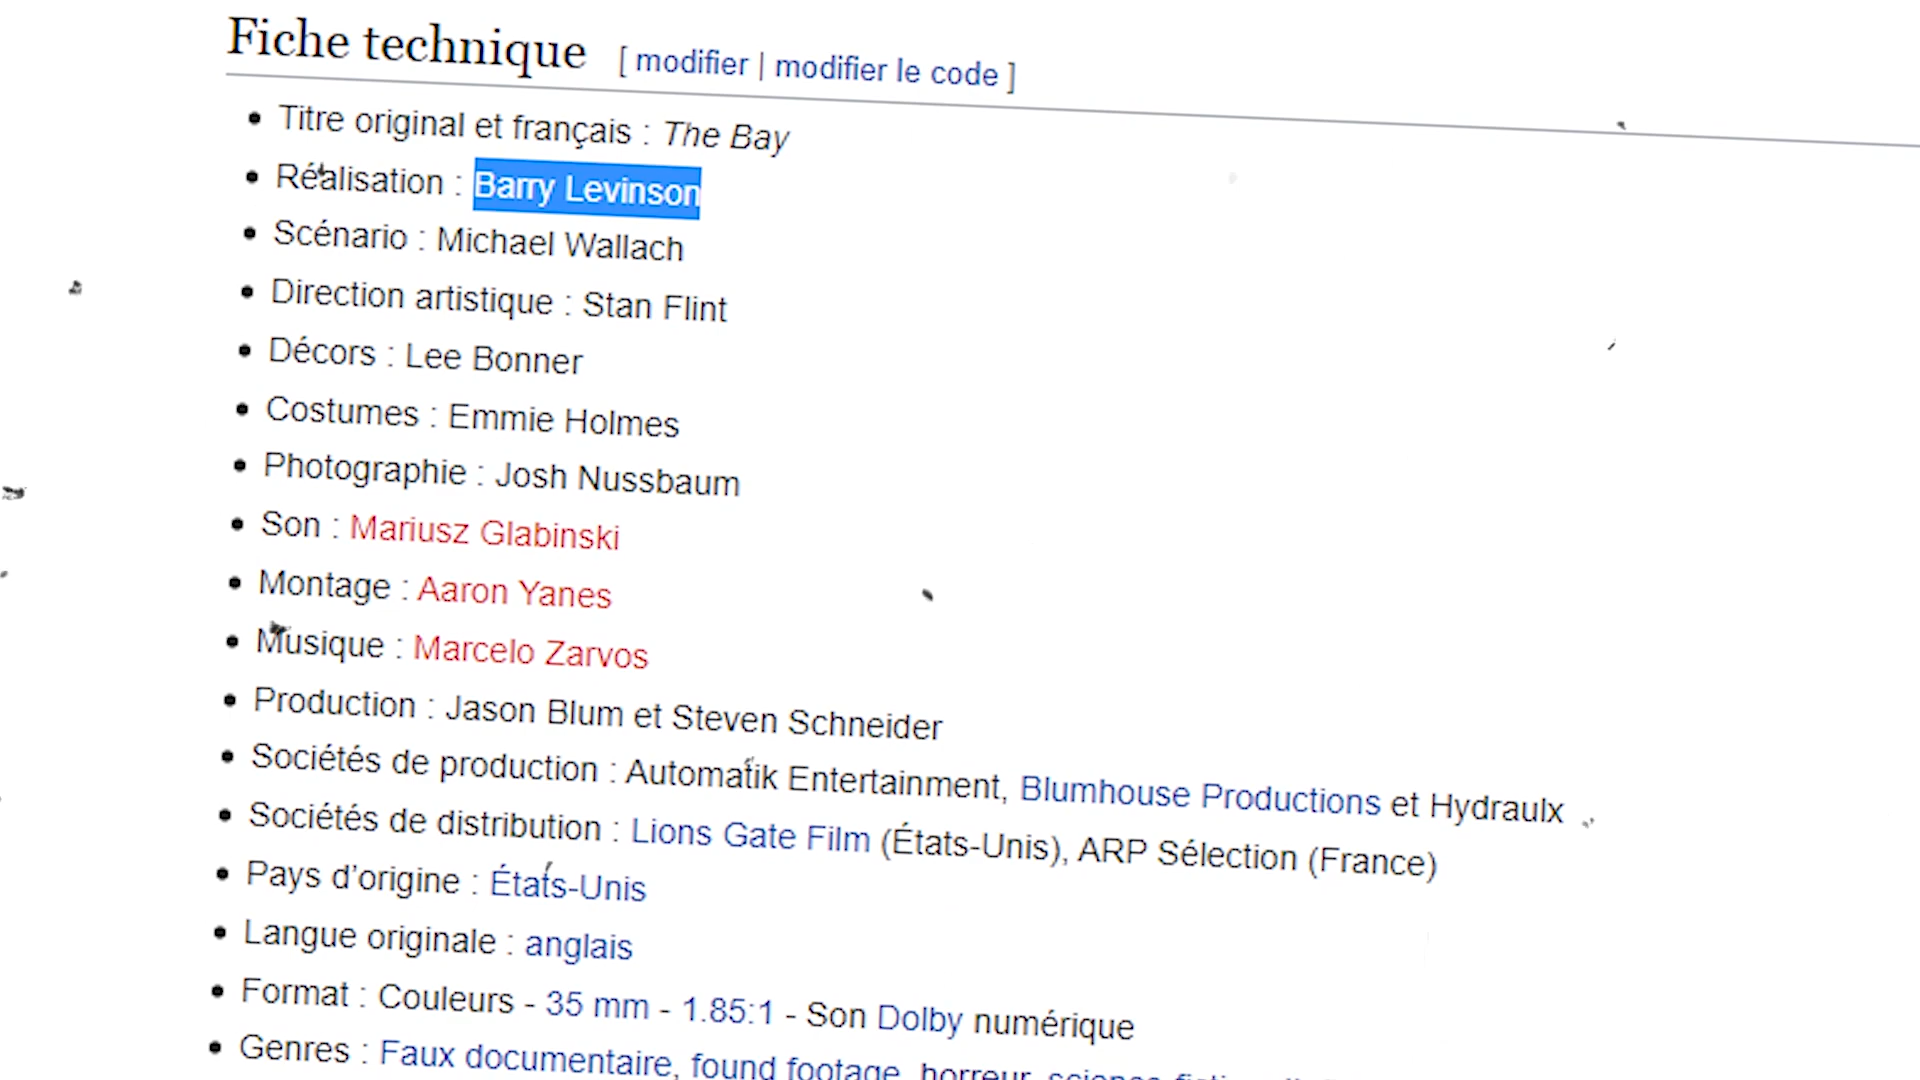 Fiche technique [ modifier | modifier le code ]
Titre original et français : The Bay
Réalisation : Barry Levinson
Scénario : Michael Wallach
Direction artistique : Stan Flint
Décors : Lee Bonner
Costumes : Emmie Holmes
Photographie : Josh Nussbaum
Son : Mariusz Glabinski
Montage : Aaron Yanes
Musique : Marcelo Zarvos
Production : Jason Blum et Steven Schneider
Sociétés de production : Automatik Entertainment, Blumhouse Productions et Hydraulx
Sociétés de distribution : Lions Gate Film (États-Unis), ARP Sélection (France)
Pays d'origine : États-Unis
Langue originale : anglais
Format : Couleurs - 35 mm - 1.85:1 - Son Dolby numérique
Genres : Faux documentaire, found footage, horreur,